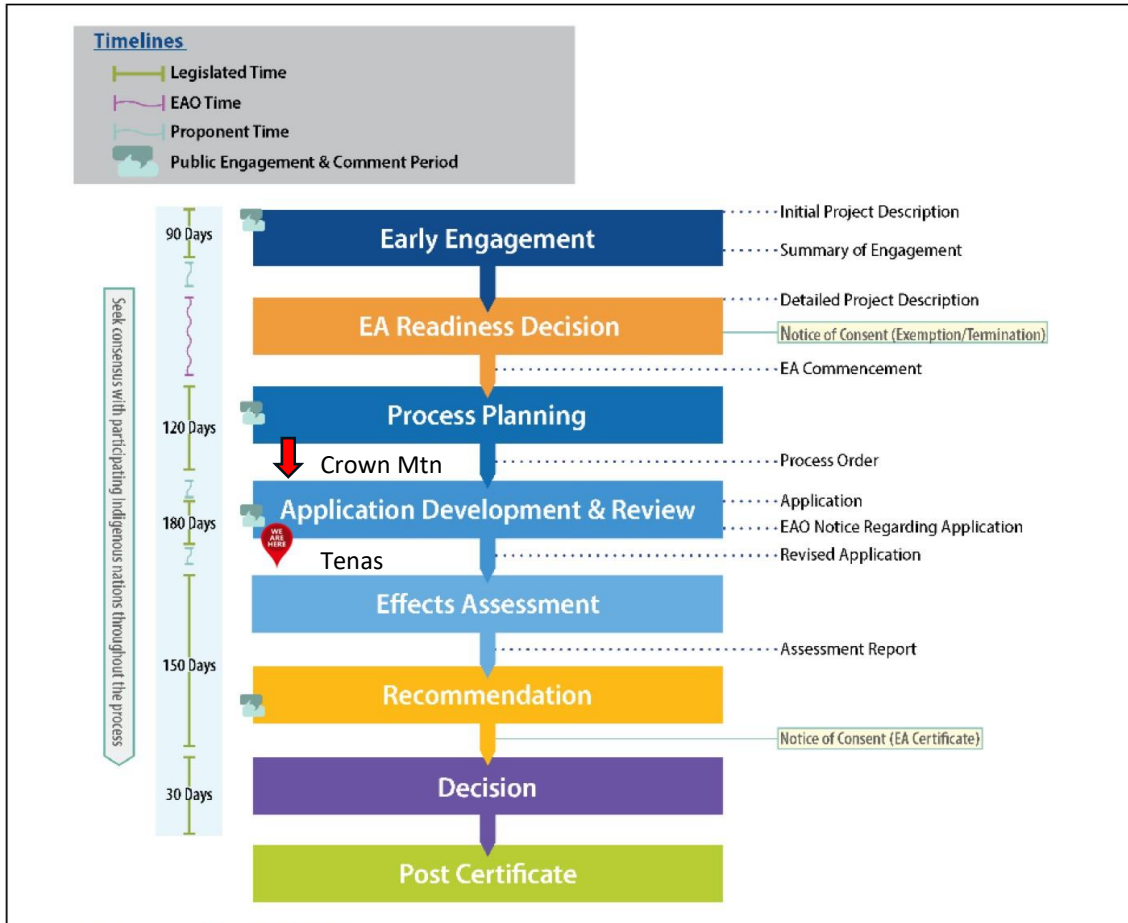 Timelines
Legislated Time
EAO Time
Proponent Time
Public Engagement & Comment Period
90 Days
Early Engagement
Initial Project Description
Summary of Engagement
Seek consensus with participating Indigenous nations throughout the process
EA Readiness Decision
Detailed Project Description
Notice of Consent (Exemption/Termination)
EA Commencement
120 Days
Process Planning
Crown Mtn
Process Order
180 Days
Application Development & Review
Application
EAO Notice Regarding Application
WE
ARE
HERE
Tenas
Revised Application
Effects Assessment
150 Days
Assessment Report
Recommendation
Notice of Consent (EA Certificate)
30 Days
Decision
Post Certificate